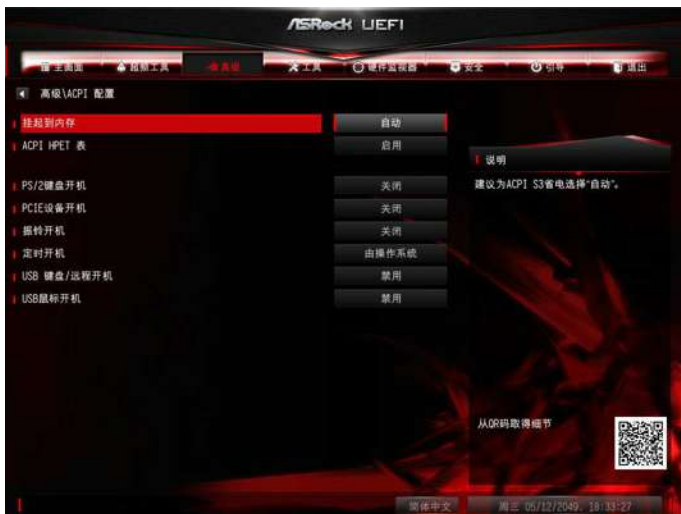 ASRock UEFI
主画面 超频工具 高级 工具 硬件监视器 安全 引导 退出
高级\ACPI 配置
挂起到内存 自动
ACPI HPET 表 启用
说明
建议为ACPI S3省电选择“自动”。
PS/2键盘开机 关闭
PCIE设备开机 关闭
振铃开机 关闭
定时开机 由操作系统
USB 键盘/远程开机 禁用
USB鼠标开机 禁用
从QR码取得细节
简体中文 周三 05/12/2049. 18:33:27